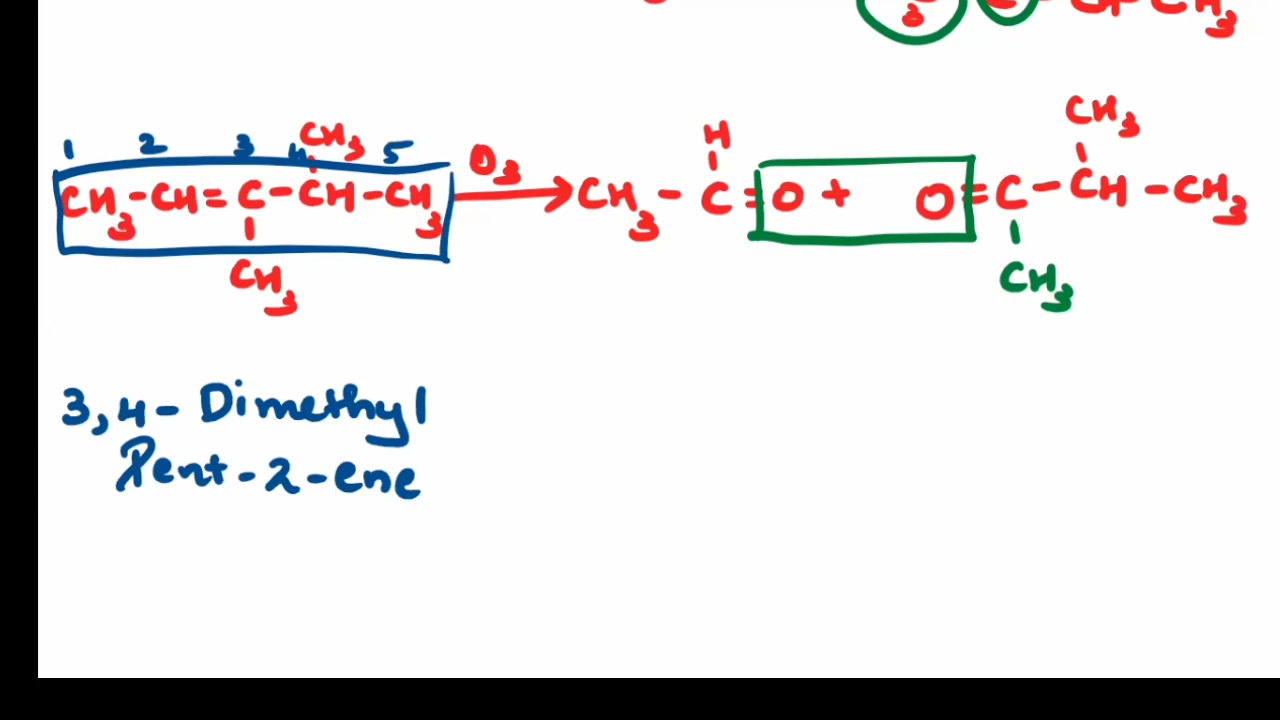 CH3
1 2 3 4 5
CH3 H CH3
CH3-CH=C-CH-CH3 O3 CH3-C=O + O=C-CH-CH3
CH3 CH3
3,4-Dimethyl
Pent-2-ene